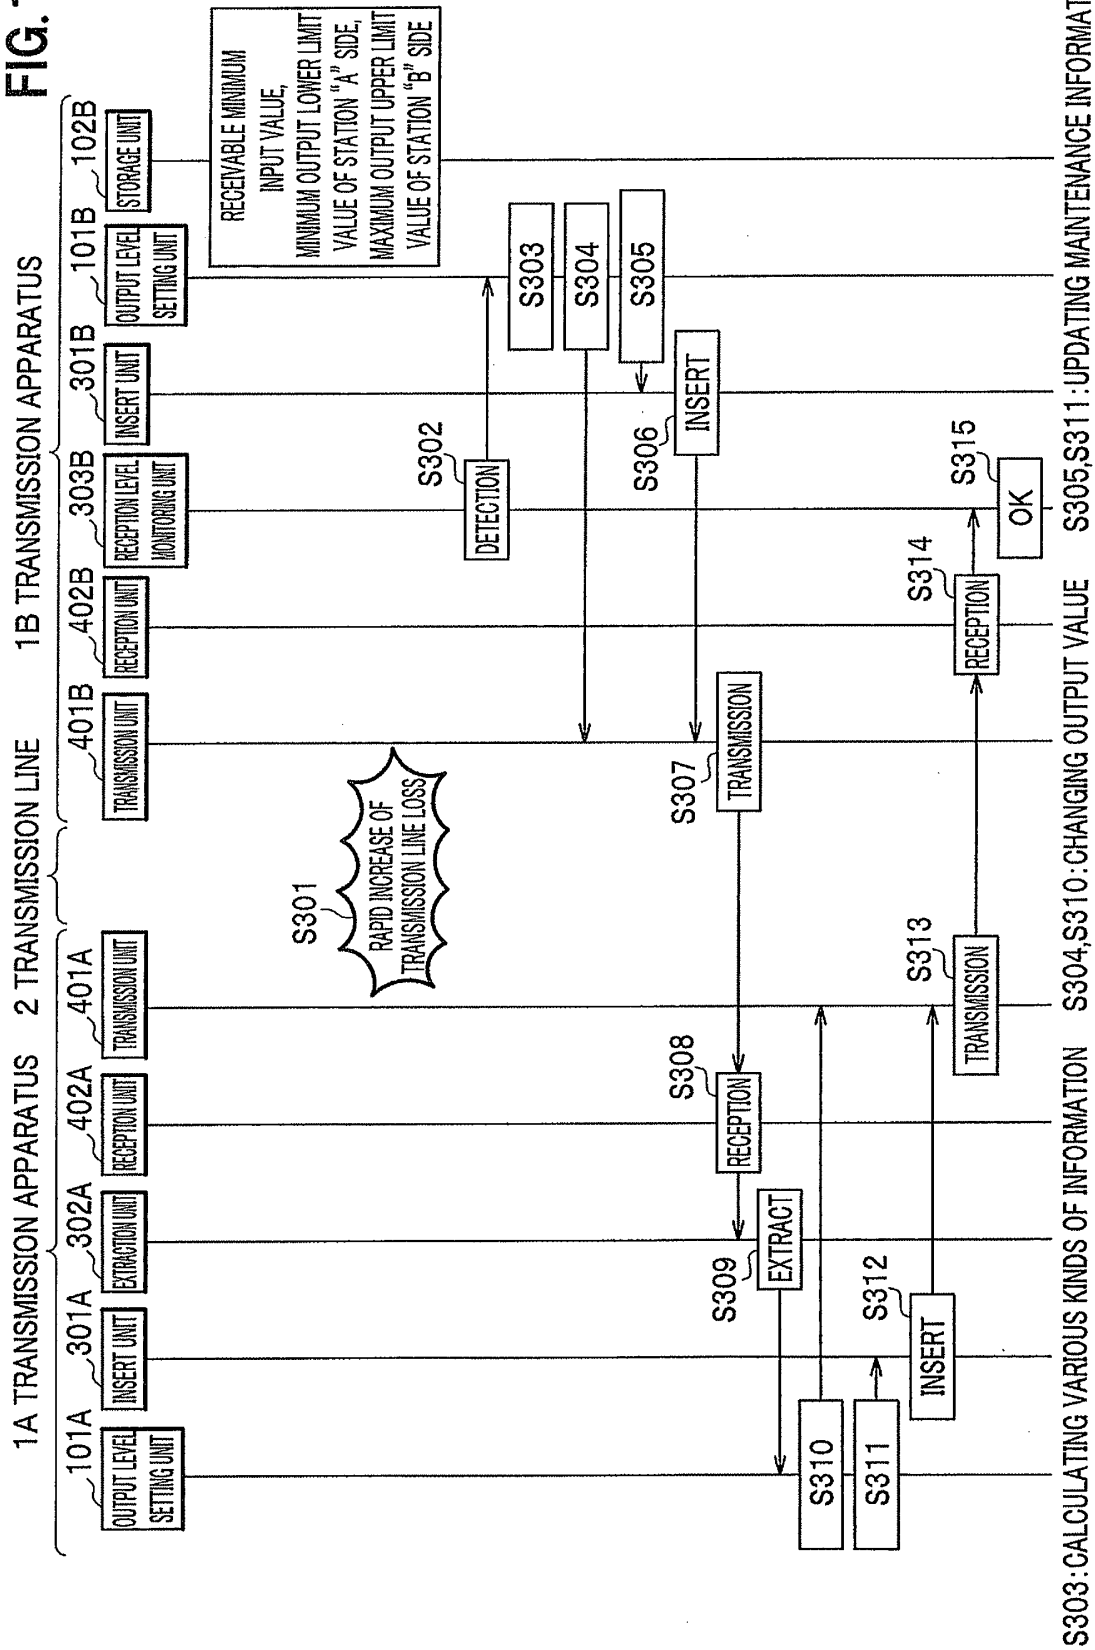 FIG.
1A TRANSMISSION APPARATUS
2 TRANSMISSION LINE
1B TRANSMISSION APPARATUS
101A
301A
302A
402A
401A
401B
402B
303B
301B
101B
102B
OUTPUT LEVEL
SETTING UNIT
INSERT UNIT
EXTRACTION UNIT
RECEPTION UNIT
TRANSMISSION UNIT
TRANSMISSION UNIT
RECEPTION UNIT
RECEPTION LEVEL
MONITORING UNIT
INSERT UNIT
OUTPUT LEVEL
SETTING UNIT
STORAGE UNIT
RECEIVABLE MINIMUM
INPUT VALUE,
MINIMUM OUTPUT LOWER LIMIT
VALUE OF STATION "A" SIDE,
MAXIMUM OUTPUT UPPER LIMIT
VALUE OF STATION "B" SIDE
S301
RAPID INCREASE OF
TRANSMISSION LINE LOSS
S302
DETECTION
S303
S304
S305
S306
INSERT
S307
TRANSMISSION
S308
RECEPTION
S309
EXTRACT
S310
S311
S312
INSERT
S313
TRANSMISSION
S314
RECEPTION
S315
OK
S303:CALCULATING VARIOUS KINDS OF INFORMATION
S304,S310:CHANGING OUTPUT VALUE
S305,S311:UPDATING MAINTENANCE